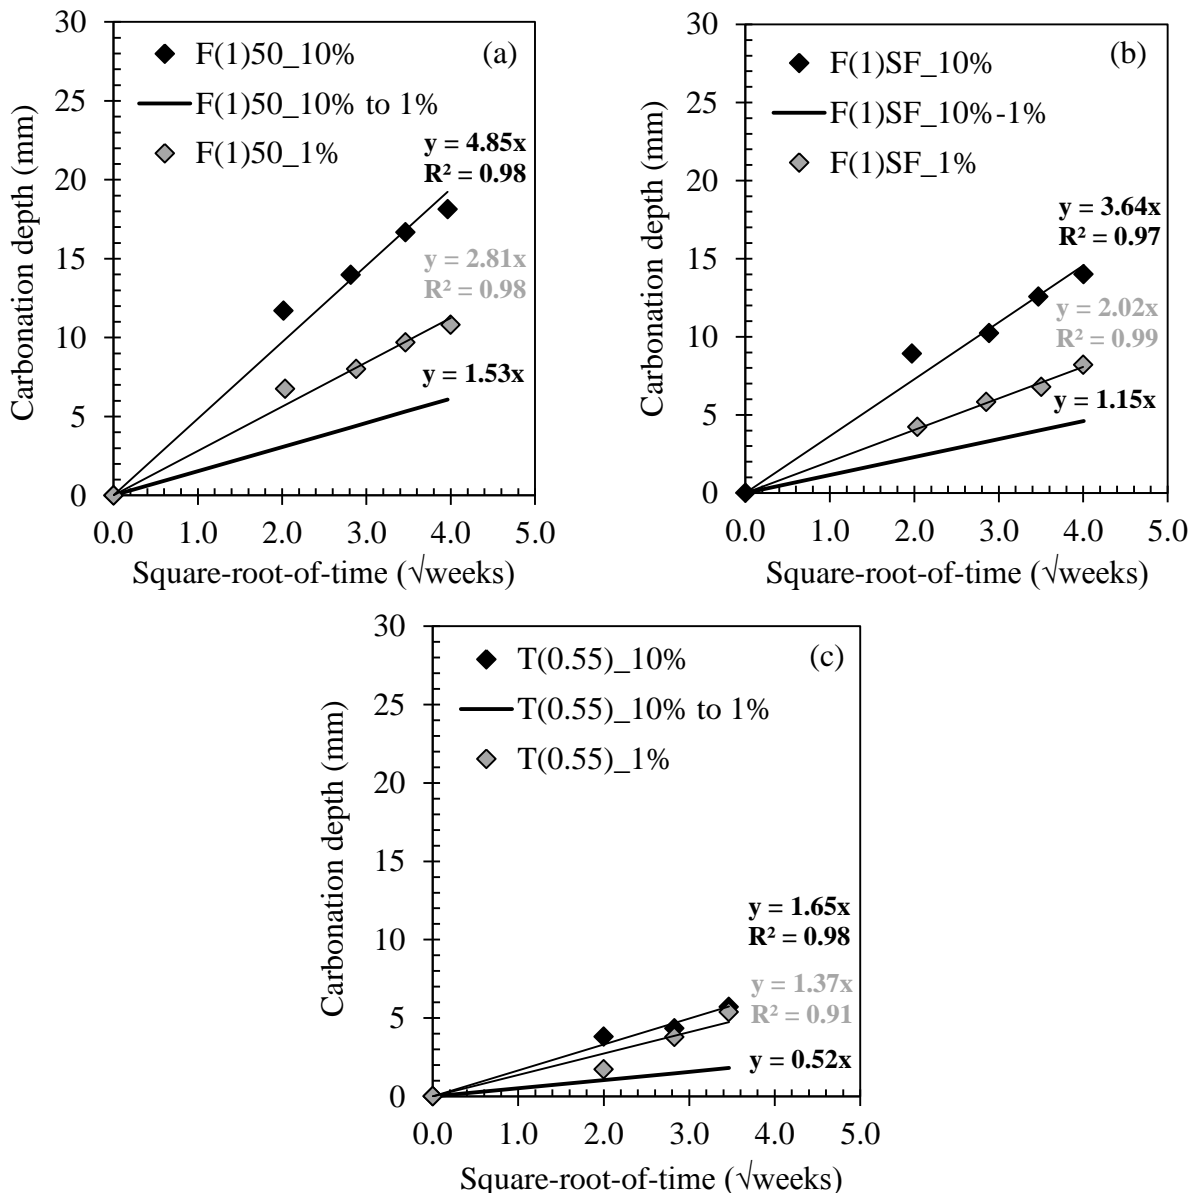 (a)
F(1)50_10%
F(1)50_10% to 1%
F(1)50_1%
y = 4.85x
R² = 0.98
y = 2.81x
R² = 0.98
y = 1.53x
30
25
20
15
10
5
0
0.0 1.0 2.0 3.0 4.0 5.0
Carbonation depth (mm)
Square-root-of-time (√weeks)
(b)
F(1)SF_10%
F(1)SF_10%-1%
F(1)SF_1%
y = 3.64x
R² = 0.97
y = 2.02x
R² = 0.99
y = 1.15x
30
25
20
15
10
5
0
0.0 1.0 2.0 3.0 4.0 5.0
Carbonation depth (mm)
Square-root-of-time (√weeks)
(c)
T(0.55)_10%
T(0.55)_10% to 1%
T(0.55)_1%
y = 1.65x
R² = 0.98
y = 1.37x
R² = 0.91
y = 0.52x
30
25
20
15
10
5
0
0.0 1.0 2.0 3.0 4.0 5.0
Carbonation depth (mm)
Square-root-of-time (√weeks)